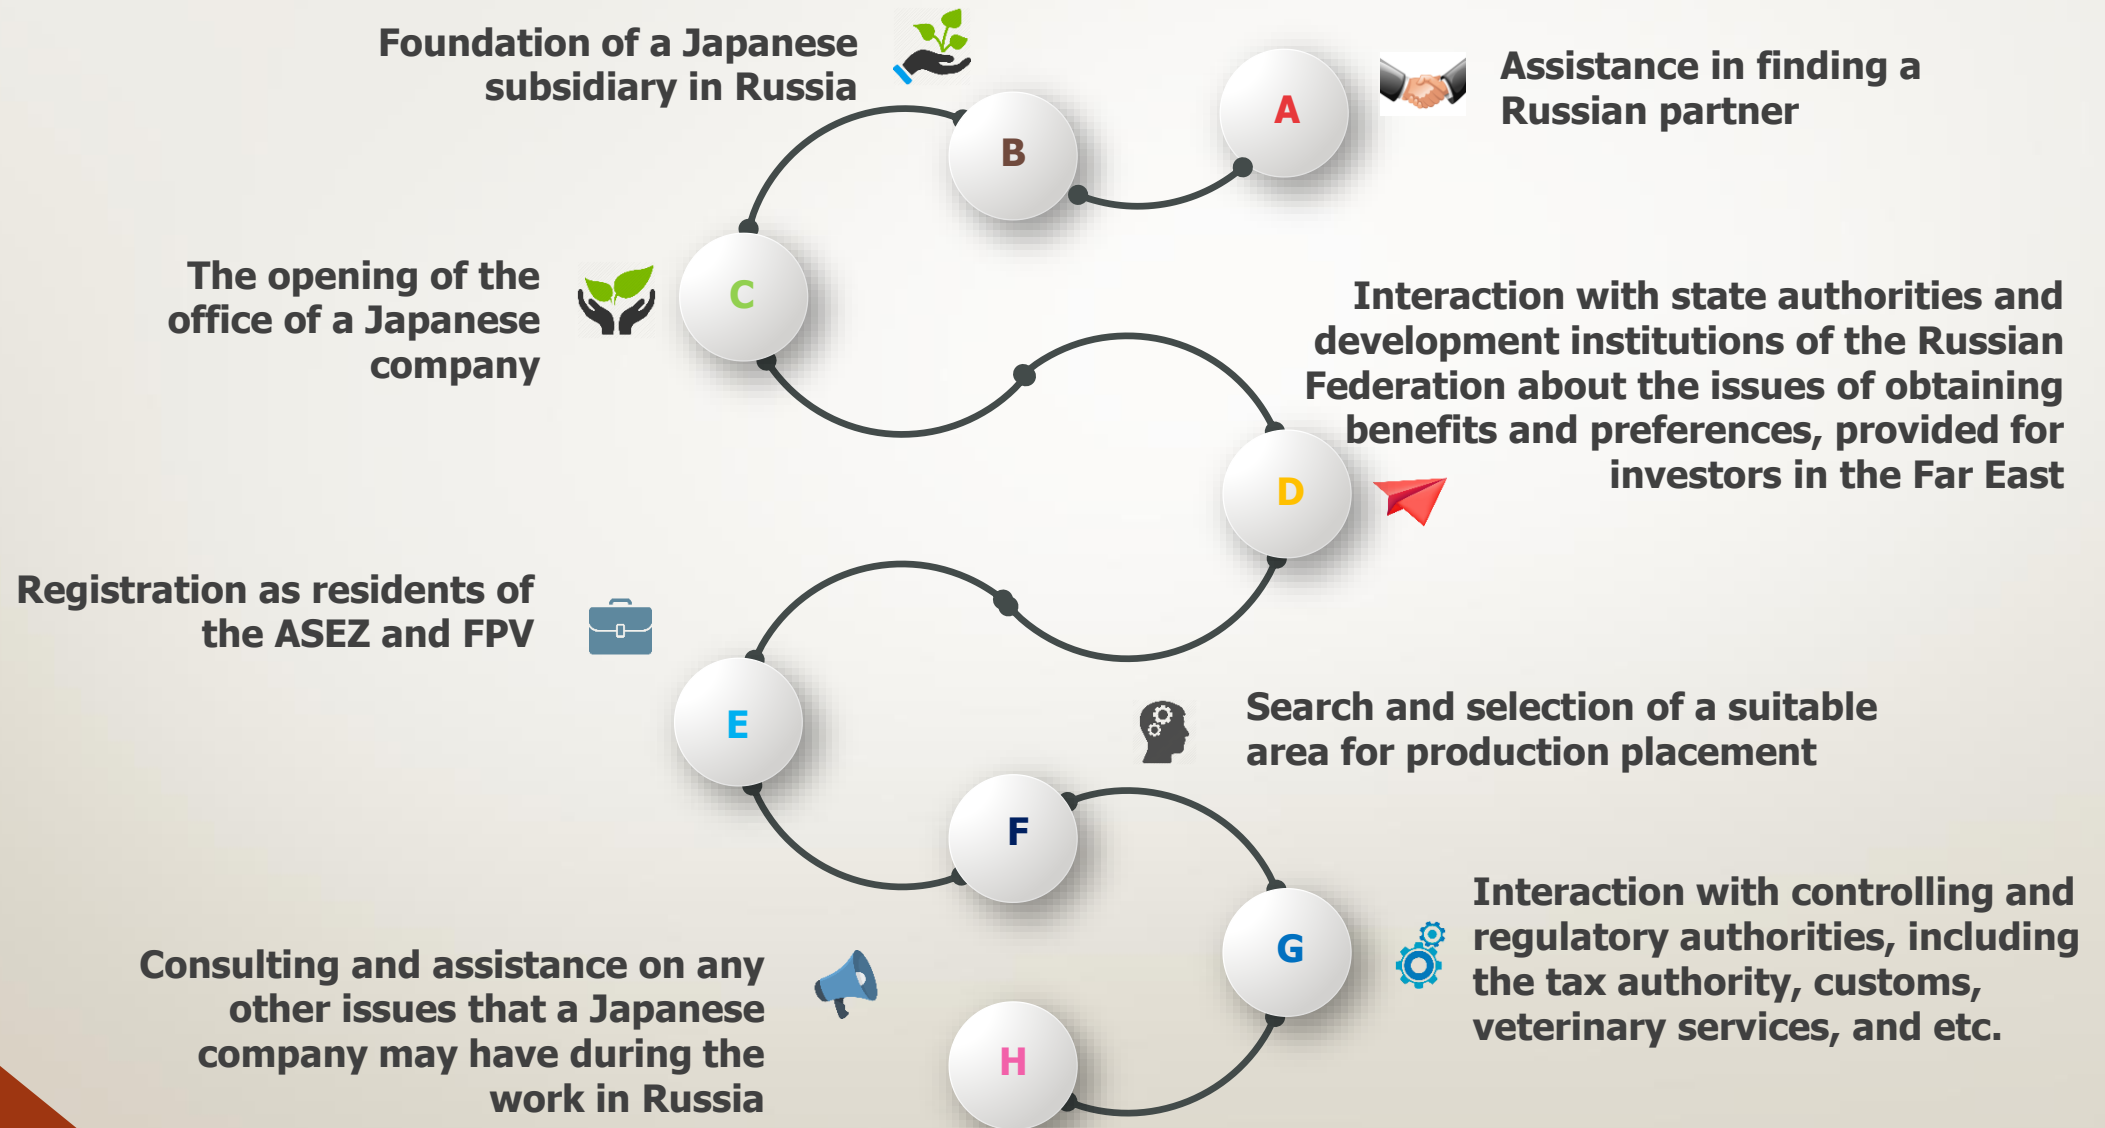 A
Assistance in finding a
Russian partner
Foundation of a Japanese
subsidiary in Russia
B
The opening of the
office of a Japanese
company
C
Interaction with state authorities and
development institutions of the Russian
Federation about the issues of obtaining
benefits and preferences, provided for
investors in the Far East
D
Registration as residents of
the ASEZ and FPV
E
Search and selection of a suitable
area for production placement
F
Interaction with controlling and
regulatory authorities, including
the tax authority, customs,
veterinary services, and etc.
G
Consulting and assistance on any
other issues that a Japanese
company may have during the
work in Russia
H